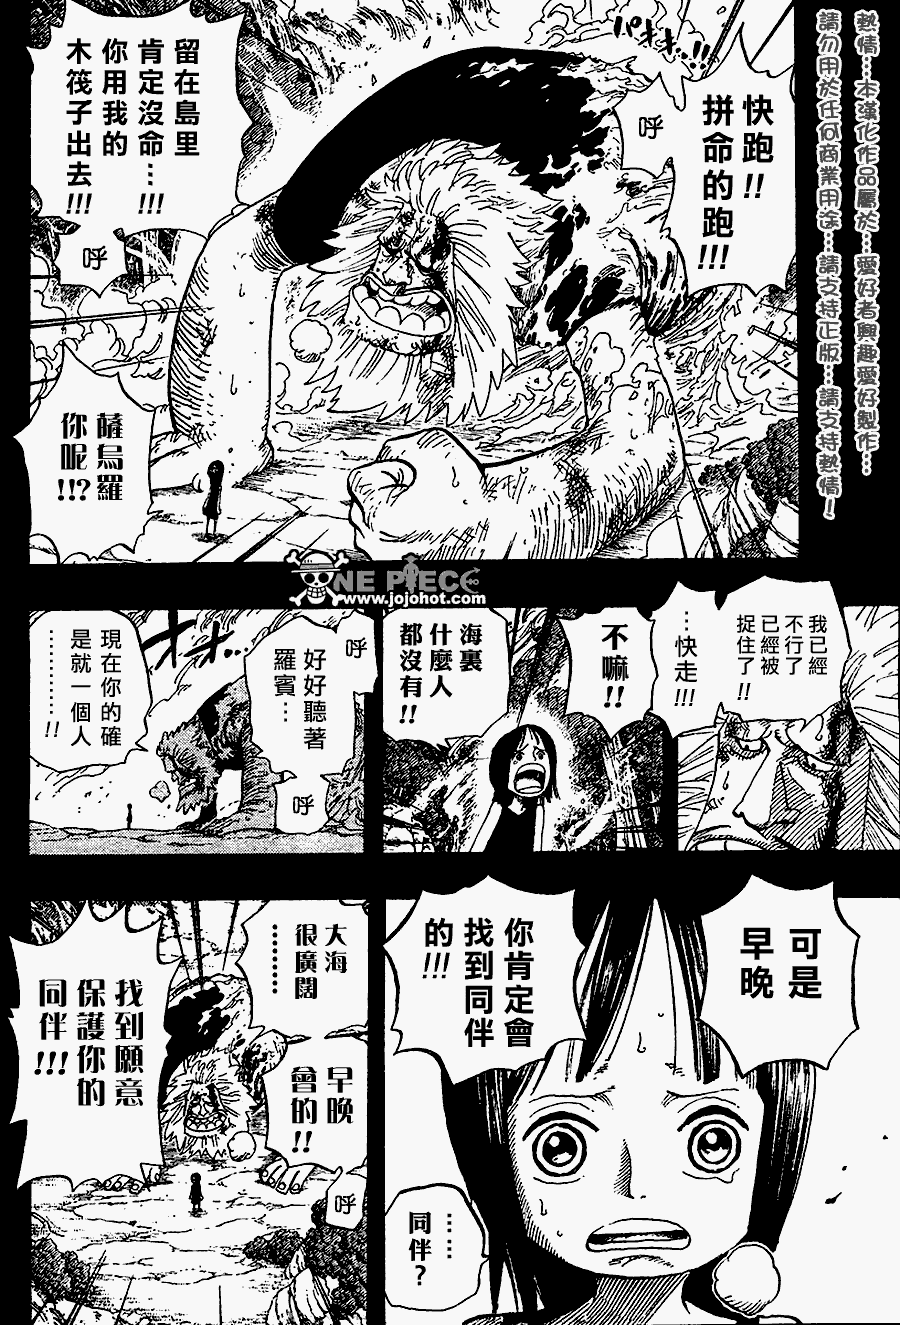 熱情…本漢化作品屬於…愛好者興趣愛好製作…
請勿用於任何商業用途…請支持正版…請支持熱情！
快跑!!
拼命的跑!!!
呼
留在島里
肯定沒命…!!!
你用我的
木筏子出去!!!
呼
薩烏羅
你呢!!?
ONE PIECE
www.jojohot.com
我已經
不行了
已經被
捉住了!!
…快走!!!
不嘛!!
海裏
什麼人
都沒有!!
呼
好好聽著
羅賓…
呼
現在你的確
是就一個人
………!!
可是
早晚
你肯定會
找到同伴
的!!!
……
同伴？
大海
很廣闊
……
早晚
會的!!
呼
找到願意
保護你的
同伴!!!